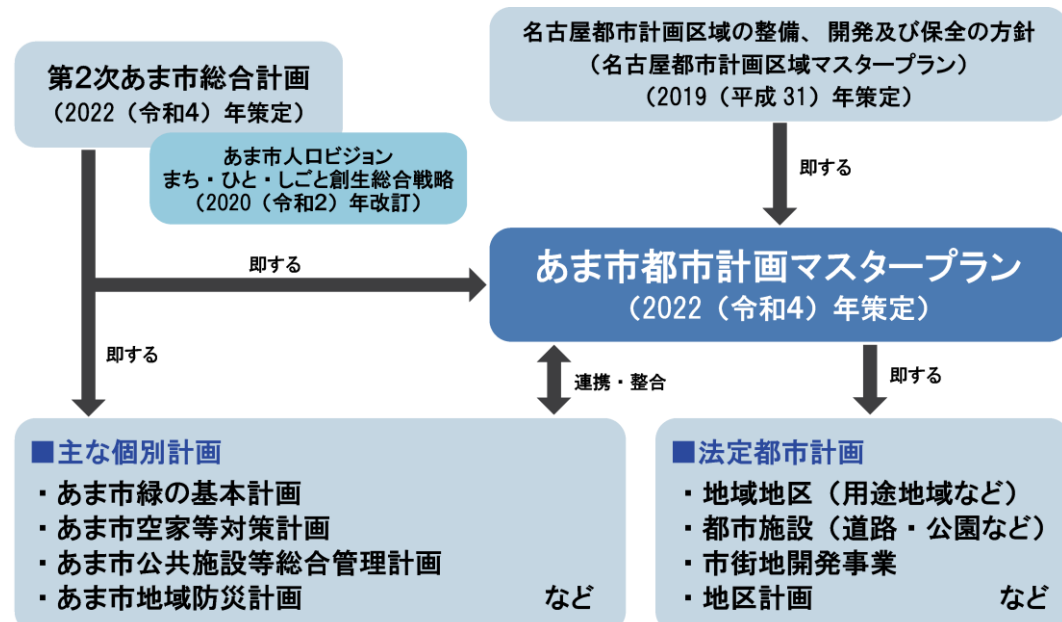 第2次あま市総合計画
（2022（令和4）年策定）
あま市人口ビジョン
まち・ひと・しごと創生総合戦略
（2020（令和2）年改訂）
名古屋都市計画区域の整備、開発及び保全の方針
（名古屋都市計画区域マスタープラン）
（2019（平成31）年策定）
即する
即する
あま市都市計画マスタープラン
（2022（令和4）年策定）
即する
連携・整合
即する
■主な個別計画
・あま市緑の基本計画
・あま市空家等対策計画
・あま市公共施設等総合管理計画
・あま市地域防災計画 など
■法定都市計画
・地域地区（用途地域など）
・都市施設（道路・公園など）
・市街地開発事業
・地区計画 など